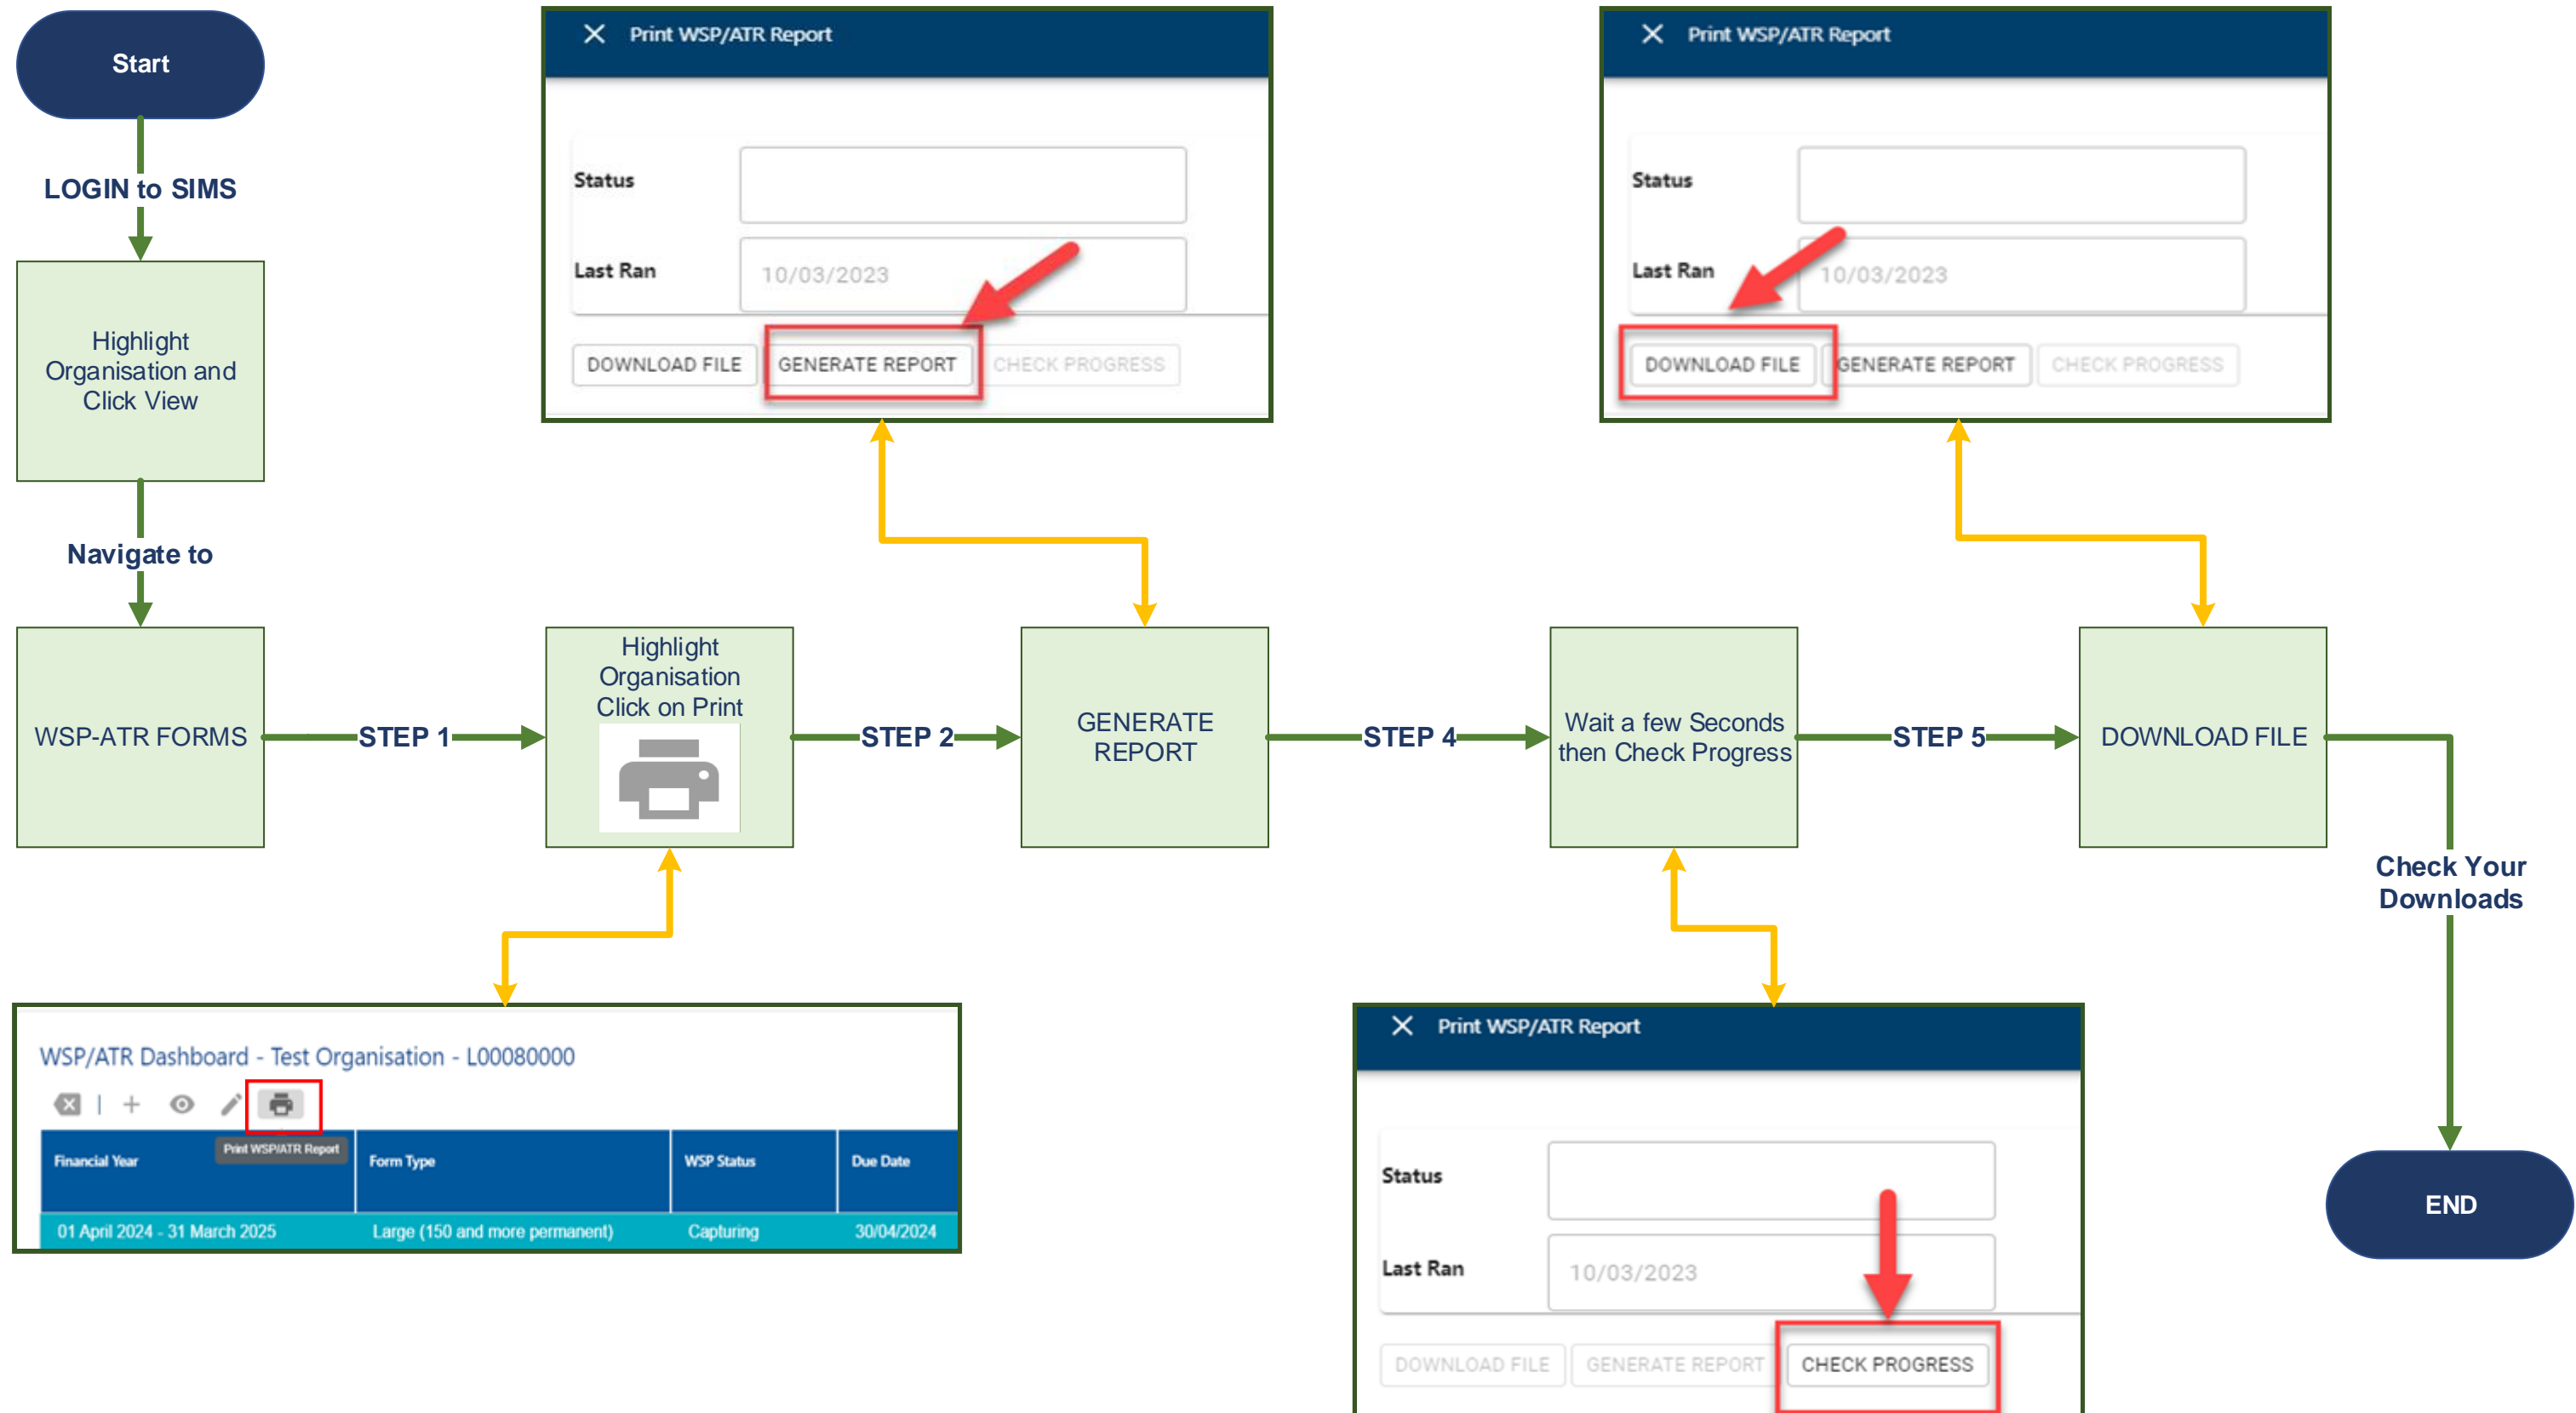 Start
LOGIN to SIMS
Highlight
Organisation and
Click View
Navigate to
WSP-ATR FORMS
STEP 1
Highlight
Organisation
Click on Print
STEP 2
GENERATE
REPORT
STEP 4
Wait a few Seconds
then Check Progress
STEP 5
DOWNLOAD FILE
Check Your
Downloads
END
Print WSP/ATR Report
Status
Last Ran
10/03/2023
DOWNLOAD FILE GENERATE REPORT CHECK PROGRESS
Print WSP/ATR Report
Status
Last Ran
10/03/2023
DOWNLOAD FILE GENERATE REPORT CHECK PROGRESS
WSP/ATR Dashboard - Test Organisation - L00080000
Print WSP/ATR Report
Financial Year Form Type WSP Status Due Date
01 April 2024 - 31 March 2025 Large (150 and more permanent) Capturing 30/04/2024
Print WSP/ATR Report
Status
Last Ran
10/03/2023
DOWNLOAD FILE GENERATE REPORT CHECK PROGRESS